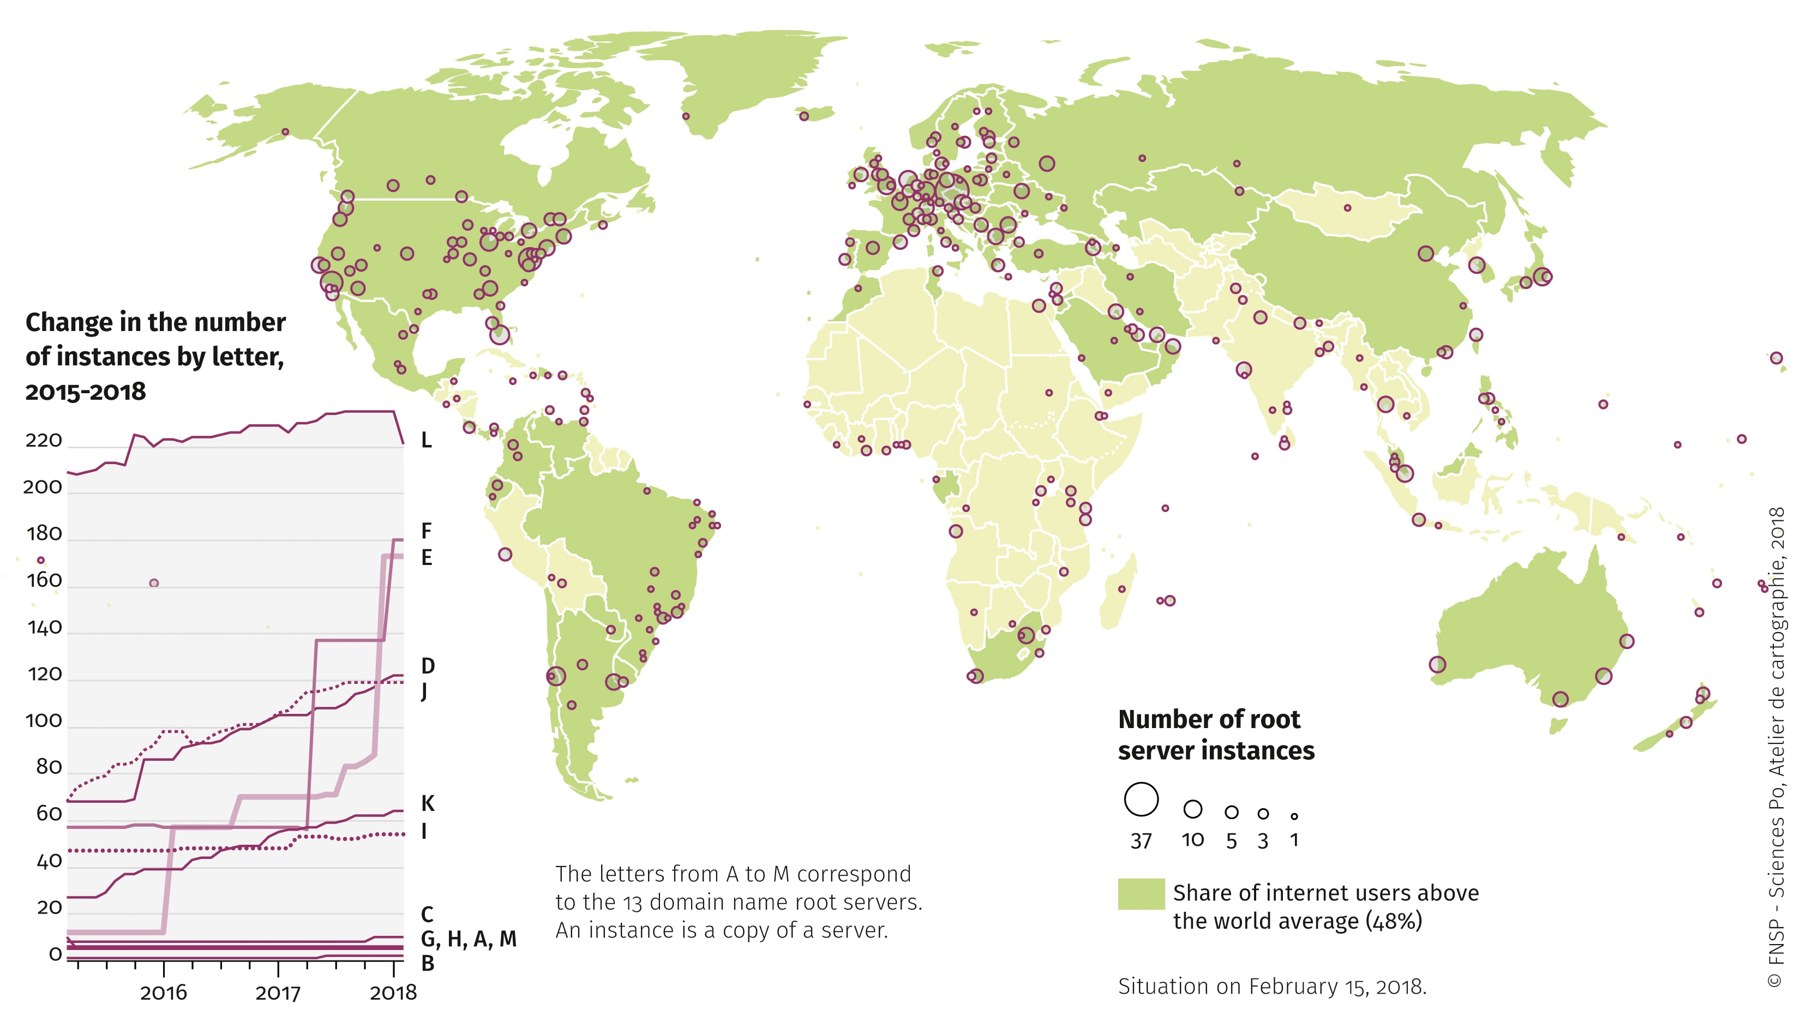 Change in the number
of instances by letter,
2015-2018
220
200
180
160
140
120
100
80
60
40
20
0
2016 2017 2018
L
F
E
D
J
K
I
C
G, H, A, M
B
The letters from A to M correspond
to the 13 domain name root servers.
An instance is a copy of a server.
Number of root
server instances
37 10 5 3 1
Share of internet users above
the world average (48%)
Situation on February 15, 2018.
© FNSP - Sciences Po, Atelier de cartographie, 2018